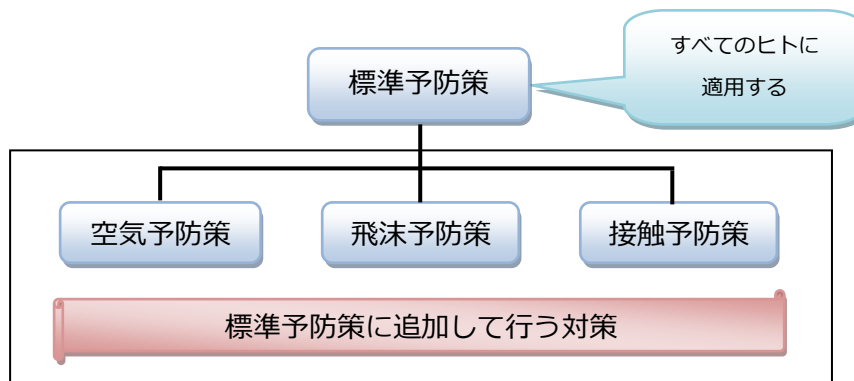 すべてのヒトに
適用する
標準予防策
空気予防策
飛沫予防策
接触予防策
標準予防策に追加して行う対策